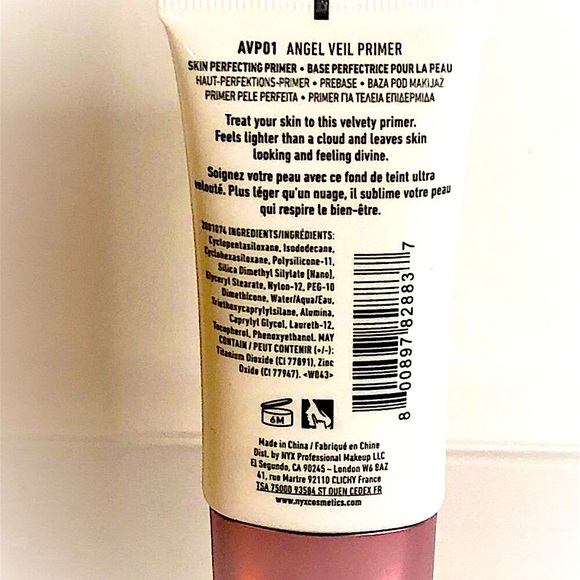 AVP01 ANGEL VEIL PRIMER
SKIN PERFECTING PRIMER • BASE PERFECTRICE POUR LA PEAU
HAUT-PERFEKTIONS-PRIMER • PREBASE • BAZA POD MAKIJAŻ
PRIMER PELE PERFEITA • PRIMER ΓΙΑ ΤΕΛΕΙΑ ΕΠΙΔΕΡΜΙΔΑ
Treat your skin to this velvety primer.
Feels lighter than a cloud and leaves skin
looking and feeling divine.
Soignez votre peau avec ce fond de teint ultra
velouté. Plus léger qu'un nuage, il sublime votre peau
qui respire le bien-être.
INGREDIENTS/INGRÉDIENTS:
Cyclopentasiloxane, Isododecane,
Cyclohexasiloxane, Polysilicone-11,
Silica Dimethyl Silylate [Nano],
Glyceryl Stearate, Nylon-12, PEG-10
Dimethicone, Water/Aqua/Eau,
Triethoxycaprylylsilane, Alumina,
Caprylyl Glycol, Laureth-12,
Tocopherol, Phenoxyethanol. MAY
CONTAIN / PEUT CONTENIR (+/-):
Titanium Dioxide (CI 77891), Zinc
Oxide (CI 77947). <W043>
8 00897 82883 7
6M
Made in China / Fabriqué en Chine
Dist. by NYX Professional Makeup LLC
El Segundo, CA 90245 - London W6 8AZ
41, rue Martre 92110 CLICHY France
TSA 75000 93584 ST OUEN CEDEX FR
www.nyxcosmetics.com